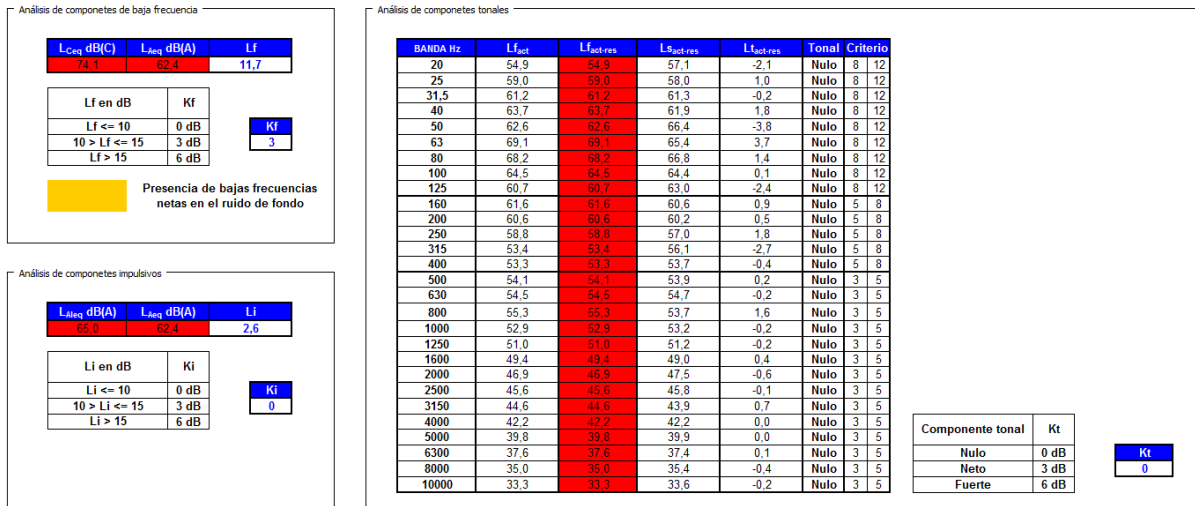 Análisis de componetes de baja frecuencia
LCeq dB(C) LAeq dB(A) Lf
74,1 62,4 11,7
Lf en dB Kf
Lf <= 10 0 dB
10 > Lf <= 15 3 dB
Lf > 15 6 dB
Kf
3
Presencia de bajas frecuencias
netas en el ruido de fondo
Análisis de componetes impulsivos
LAIeq dB(A) LAeq dB(A) Li
65,0 62,4 2,6
Li en dB Ki
Li <= 10 0 dB
10 > Li <= 15 3 dB
Li > 15 6 dB
Ki
0
Análisis de componetes tonales
BANDA Hz Lfact Lfact-res Lsact-res Ltact-res Tonal Criterio
20 54,9 54,9 57,1 -2,1 Nulo 8 12
25 59,0 59,0 58,0 1,0 Nulo 8 12
31,5 61,2 61,2 61,3 -0,2 Nulo 8 12
40 63,7 63,7 61,9 1,8 Nulo 8 12
50 62,6 62,6 66,4 -3,8 Nulo 8 12
63 69,1 69,1 65,4 3,7 Nulo 8 12
80 68,2 68,2 66,8 1,4 Nulo 8 12
100 64,5 64,5 64,4 0,1 Nulo 8 12
125 60,7 60,7 63,0 -2,4 Nulo 8 12
160 61,6 61,6 60,6 0,9 Nulo 5 8
200 60,6 60,6 60,2 0,5 Nulo 5 8
250 58,8 58,8 57,0 1,8 Nulo 5 8
315 53,4 53,4 56,1 -2,7 Nulo 5 8
400 53,3 53,3 53,7 -0,4 Nulo 5 8
500 54,1 54,1 53,9 0,2 Nulo 3 5
630 54,5 54,5 54,7 -0,2 Nulo 3 5
800 55,3 55,3 53,7 1,6 Nulo 3 5
1000 52,9 52,9 53,2 -0,2 Nulo 3 5
1250 51,0 51,0 51,2 -0,2 Nulo 3 5
1600 49,4 49,4 49,0 0,4 Nulo 3 5
2000 46,9 46,9 47,5 -0,6 Nulo 3 5
2500 45,6 45,6 45,8 -0,1 Nulo 3 5
3150 44,6 44,6 43,9 0,7 Nulo 3 5
4000 42,2 42,2 42,2 0,0 Nulo 3 5
5000 39,8 39,8 39,9 0,0 Nulo 3 5
6300 37,6 37,6 37,4 0,1 Nulo 3 5
8000 35,0 35,0 35,4 -0,4 Nulo 3 5
10000 33,3 33,3 33,6 -0,2 Nulo 3 5
Componente tonal Kt
Nulo 0 dB
Neto 3 dB
Fuerte 6 dB
Kt
0